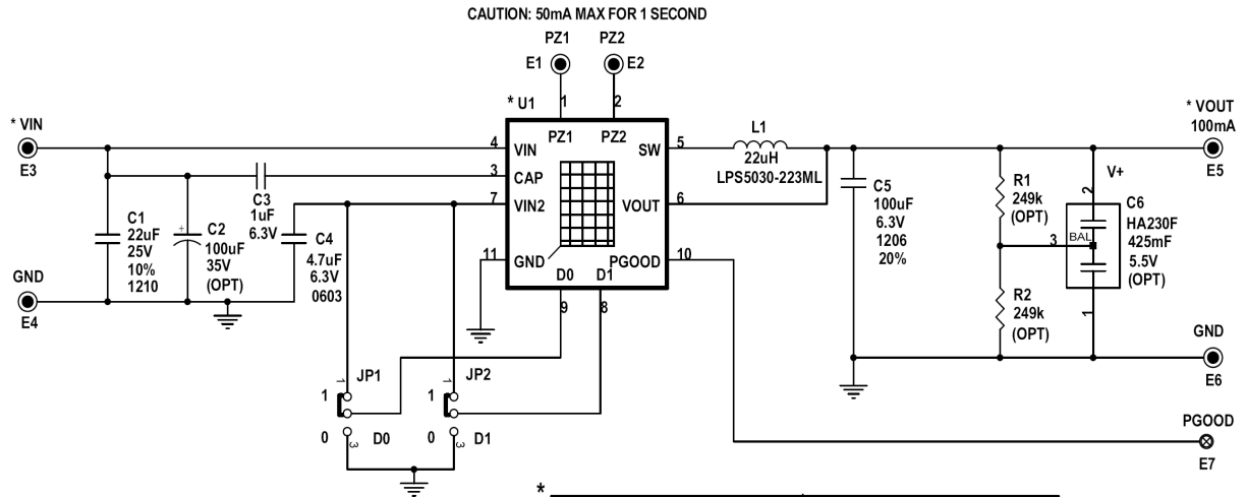 CAUTION: 50mA MAX FOR 1 SECOND
PZ1 PZ2
E1 E2
1 2
* U1
* VIN
E3
4 VIN
3 CAP
7 VIN2
11 GND
PZ1 PZ2
SW 5
VOUT 6
PGOOD 10
D0 D1
9 8
L1
22uH
LPS5030-223ML
* VOUT
100mA
E5
C1
22uF
25V
10%
1210
C2
+
100uF
35V
(OPT)
C3
1uF
6.3V
C4
4.7uF
6.3V
0603
GND
E4
C5
100uF
6.3V
1206
20%
R1
249k
(OPT)
R2
249k
(OPT)
V+
2
3 BAL
1
C6
HA230F
425mF
5.5V
(OPT)
GND
E6
JP1
1
1
0
3
D0
JP2
1
1
0
3
D1
PGOOD
E7
*